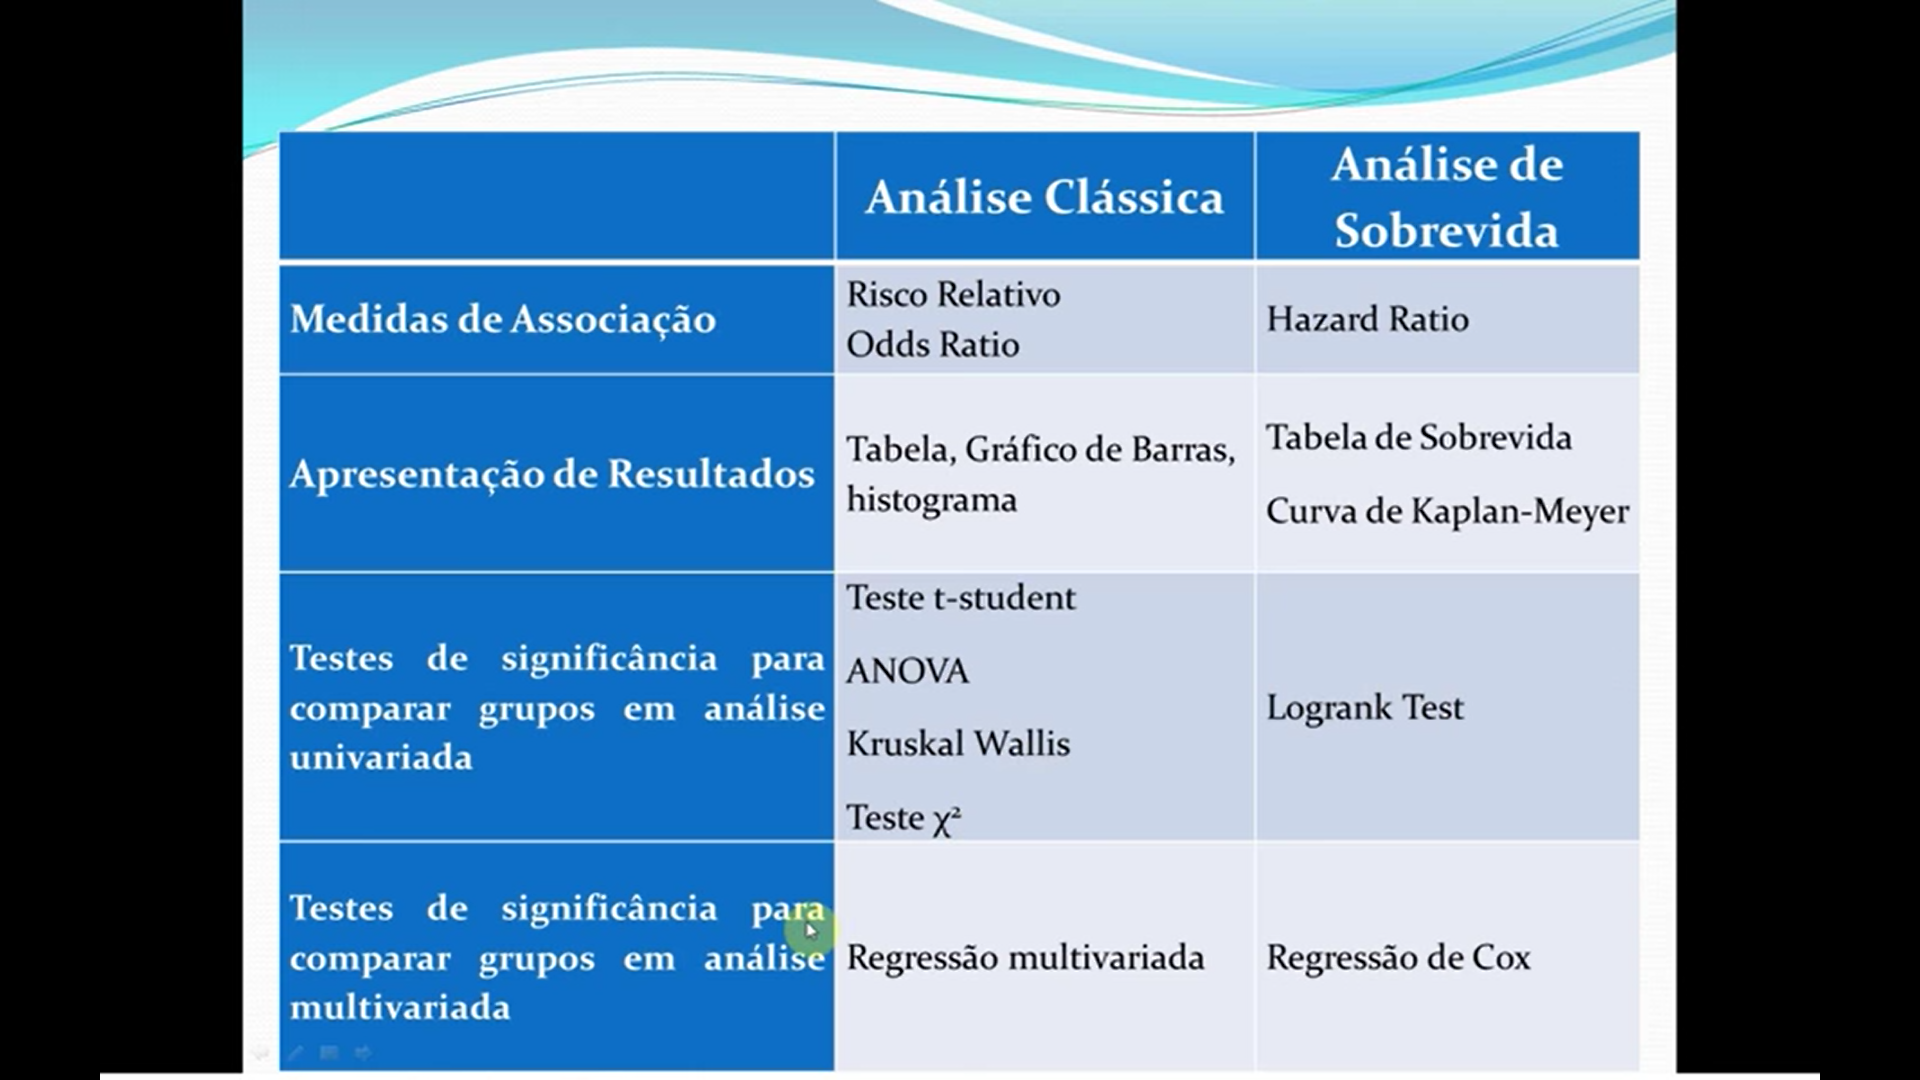 Análise Clássica
Análise de
Sobrevida
Medidas de Associação
Risco Relativo
Odds Ratio
Hazard Ratio
Apresentação de Resultados
Tabela, Gráfico de Barras,
histograma
Tabela de Sobrevida
Curva de Kaplan-Meyer
Testes de significância para
comparar grupos em análise
univariada
Teste t-student
ANOVA
Kruskal Wallis
Teste χ²
Logrank Test
Testes de significância para
comparar grupos em análise
multivariada
Regressão multivariada
Regressão de Cox